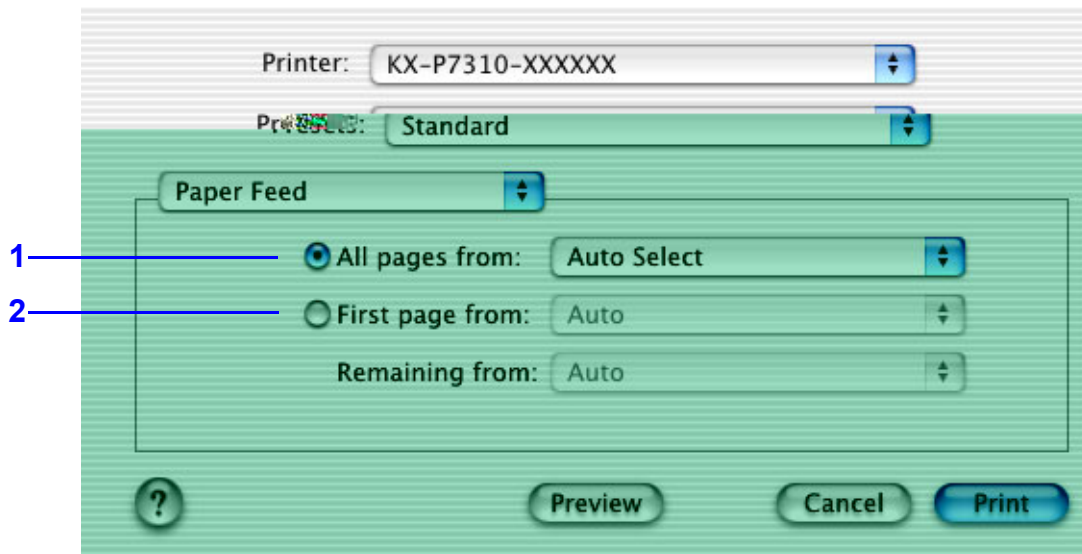 Printer: KX-P7310-XXXXXX
Standard
Paper Feed
1 All pages from: Auto Select
2 First page from: Auto
Remaining from: Auto
? Preview Cancel Print